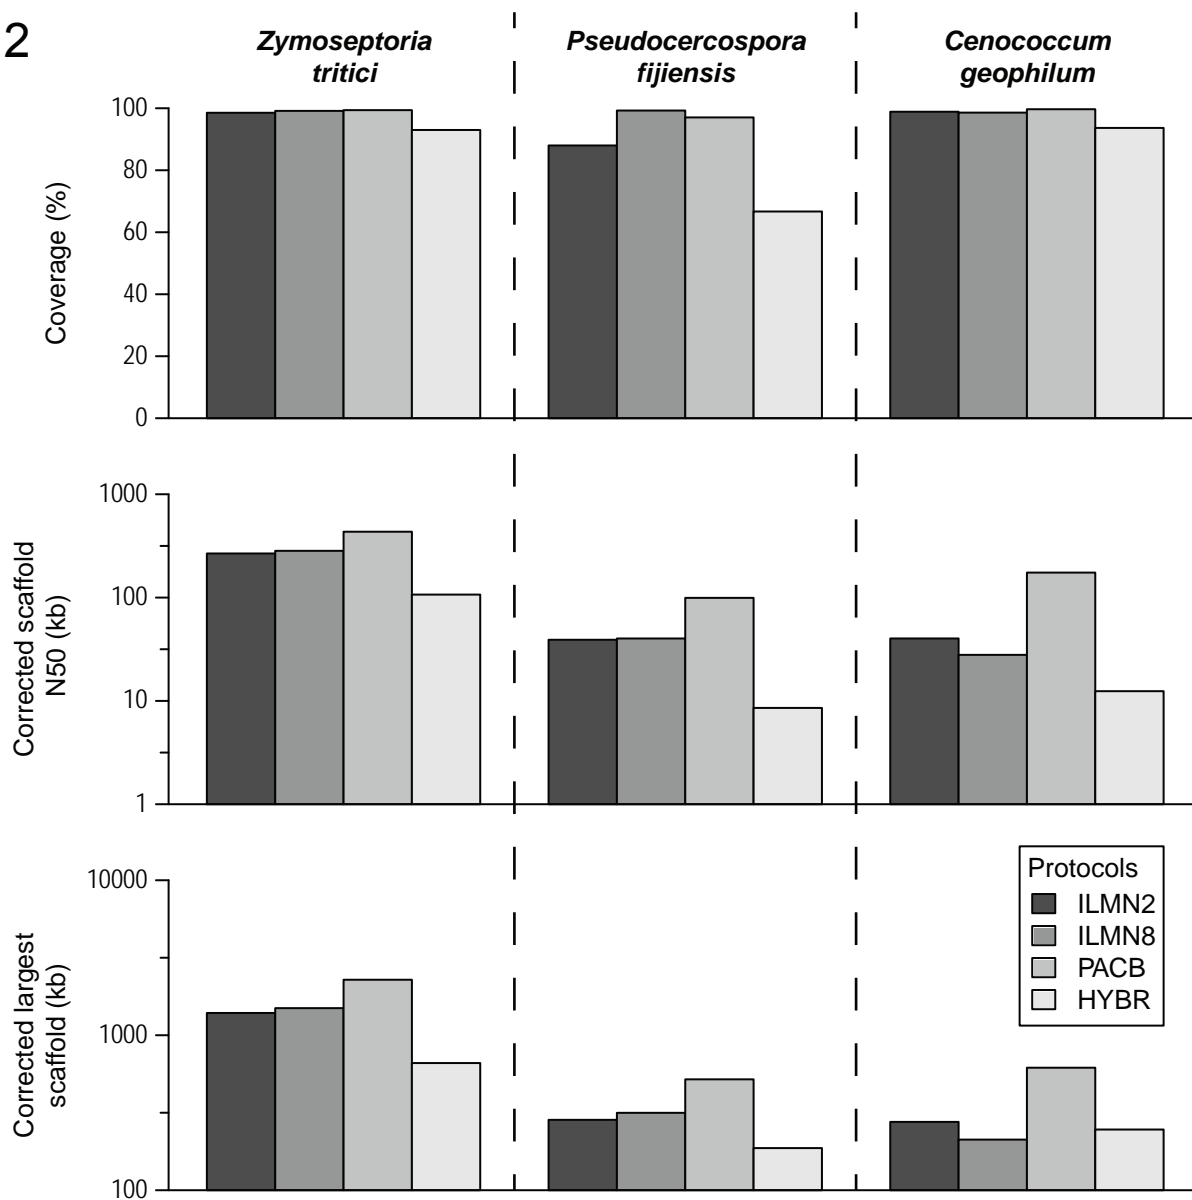 2
Zymoseptoria
tritici
Pseudocercospora
fijiensis
Cenococcum
geophilum
Coverage (%)
100
80
60
40
20
0
Corrected scaffold
N50 (kb)
1000
100
10
1
Corrected largest
scaffold (kb)
10000
1000
100
Protocols
ILMN2
ILMN8
PACB
HYBR